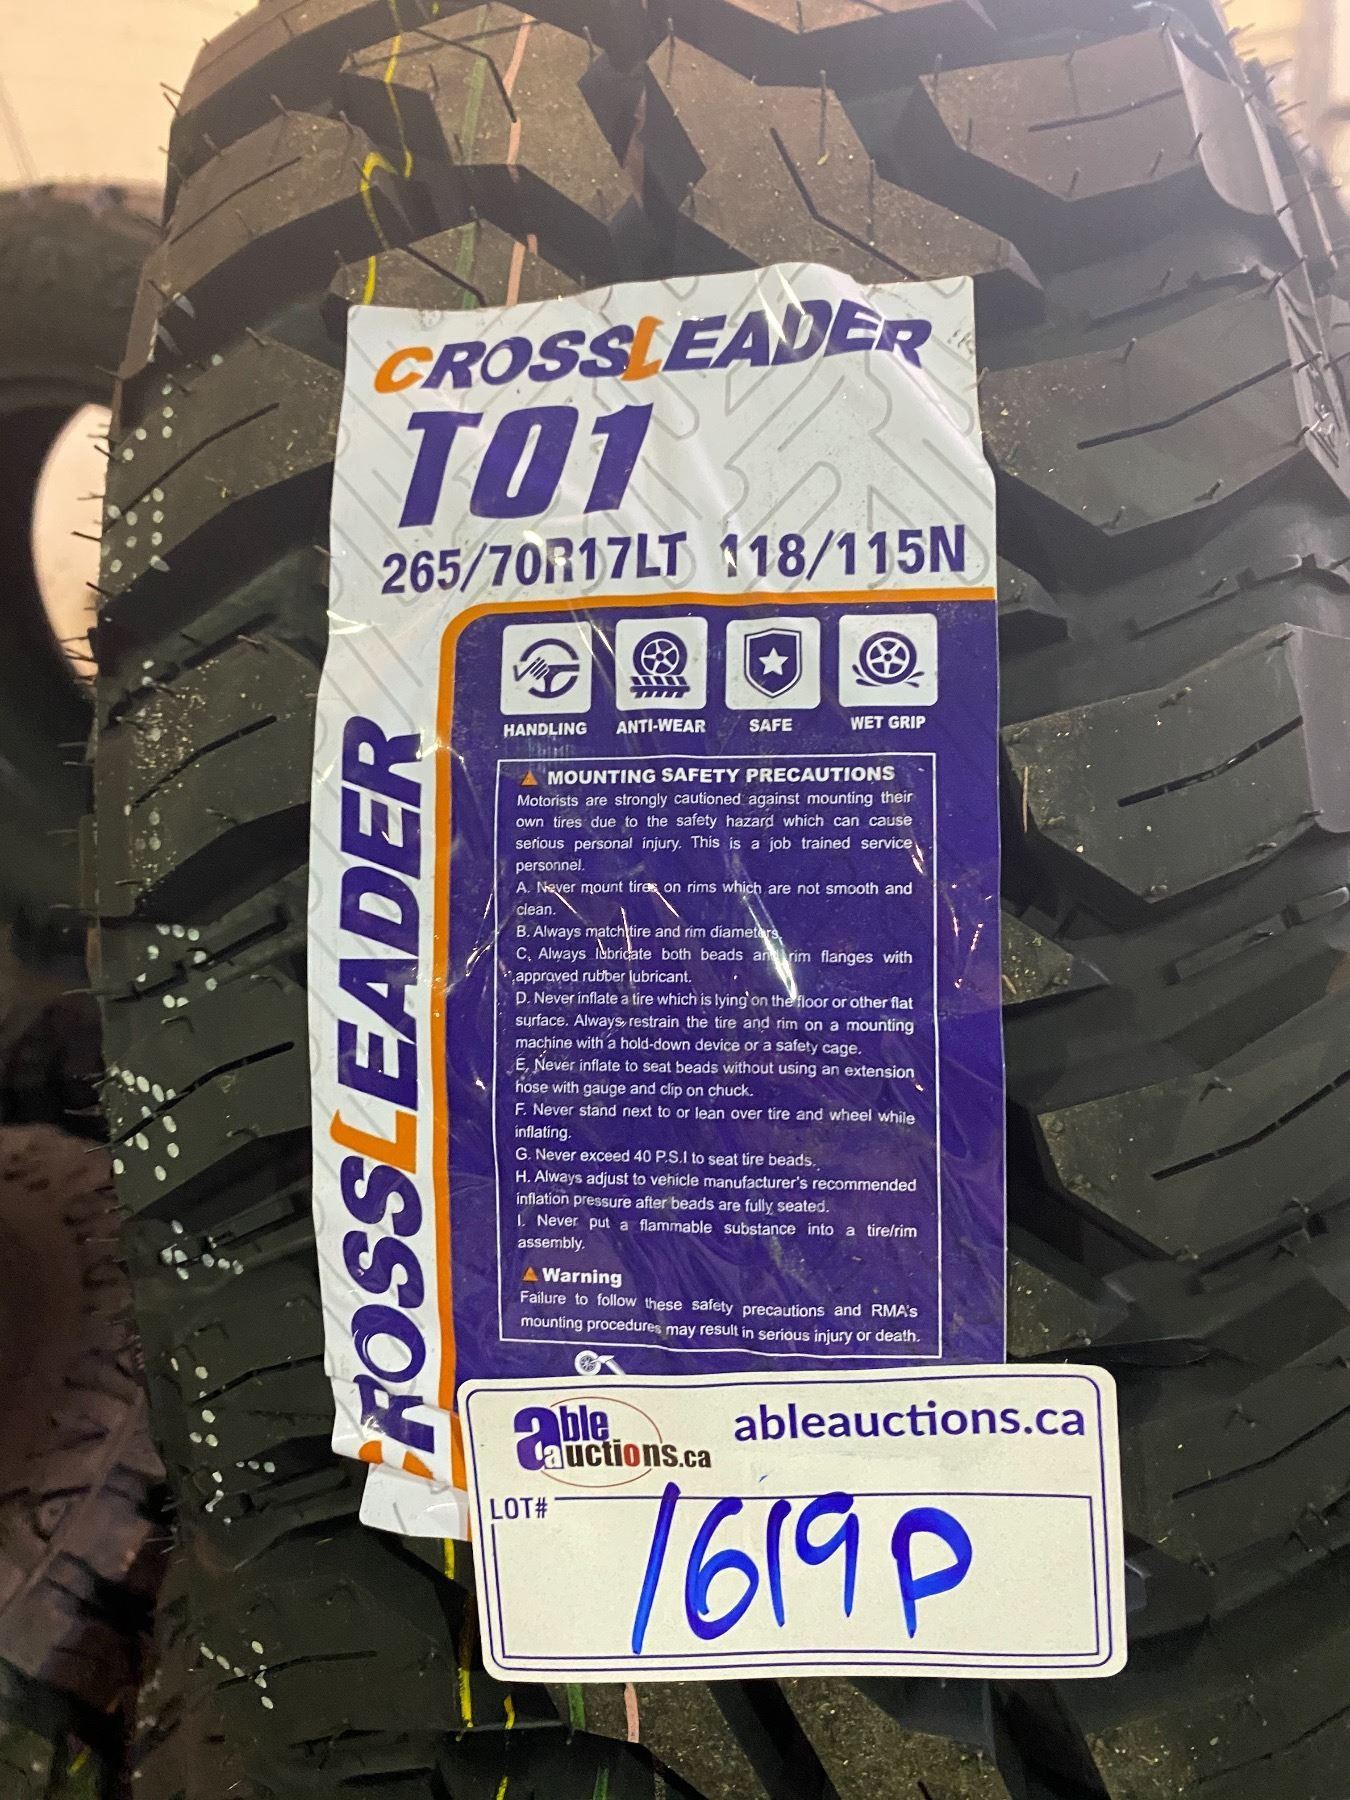 CROSSLEADER
T01
265/70R17LT 118/115N
CROSSLEADER
HANDLING ANTI-WEAR SAFE WET GRIP
MOUNTING SAFETY PRECAUTIONS
Motorists are strongly cautioned against mounting their
own tires due to the safety hazard which can cause
serious personal injury. This is a job trained service
personnel.
A. Never mount tires on rims which are not smooth and
clean.
B. Always match tire and rim diameters.
C. Always lubricate both beads and rim flanges with
approved rubber lubricant.
D. Never inflate a tire which is lying on the floor or other flat
surface. Always restrain the tire and rim on a mounting
machine with a hold-down device or a safety cage.
E. Never inflate to seat beads without using an extension
hose with gauge and clip on chuck.
F. Never stand next to or lean over tire and wheel while
inflating.
G. Never exceed 40 P.S.I to seat tire beads.
H. Always adjust to vehicle manufacturer's recommended
inflation pressure after beads are fully seated.
I. Never put a flammable substance into a tire/rim
assembly.
Warning
Failure to follow these safety precautions and RMA's
mounting procedures may result in serious injury or death.
able auctions.ca
ableauctions.ca
LOT#
1619P